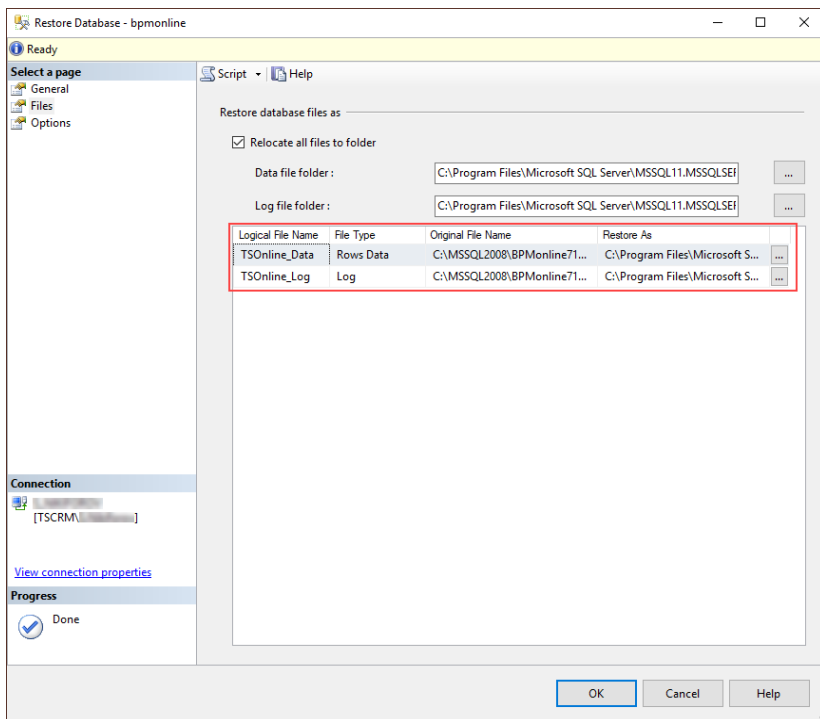 Restore Database - bpmonline
Ready
Select a page
General
Files
Options
Script Help
Restore database files as
Relocate all files to folder
Data file folder : C:\Program Files\Microsoft SQL Server\MSSQL11.MSSQLSE ...
Log file folder : C:\Program Files\Microsoft SQL Server\MSSQL11.MSSQLSE ...
Logical File Name File Type Original File Name Restore As
TSOnline_Data Rows Data C:\MSSQL2008\BPMonline71... C:\Program Files\Microsoft S... ...
TSOnline_Log Log C:\MSSQL2008\BPMonline71... C:\Program Files\Microsoft S... ...
Connection
[TSCRM\ ]
View connection properties
Progress
Done
OK Cancel Help